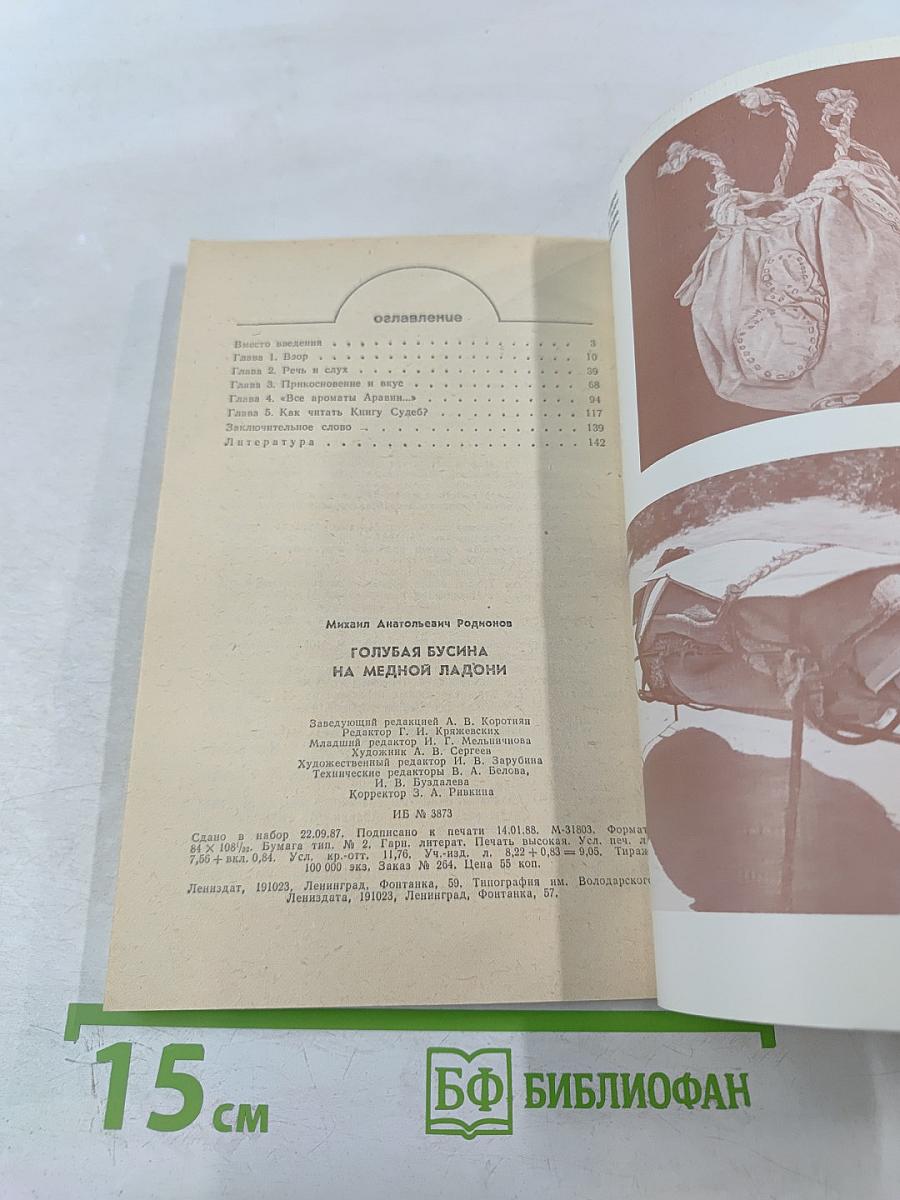 оглавление
Вместо введения . . . . . . . . . . . . . . . . . . . 3
Глава 1. Взор . . . . . . . . . . . . . . . . . . . . 10
Глава 2. Речь и слух . . . . . . . . . . . . . . . . . 39
Глава 3. Прикосновение и вкус . . . . . . . . . . . . 68
Глава 4. «Все ароматы Аравии...» . . . . . . . . . . . 94
Глава 5. Как читать Книгу Судеб? . . . . . . . . . . . 117
Заключительное слово . . . . . . . . . . . . . . . . . 139
Литература . . . . . . . . . . . . . . . . . . . . . . 142
Михаил Анатольевич Родионов
ГОЛУБАЯ БУСИНА
НА МЕДНОЙ ЛАДОНИ
Заведующий редакцией А. В. Коротнян
Редактор Г. И. Кряжевских
Младший редактор И. Г. Мельничнова
Художник А. В. Сергеев
Художественный редактор И. В. Зарубина
Технические редакторы В. А. Белова,
И. В. Буздалева
Корректор З. А. Ривкина
ИБ № 3873
Сдано в набор 22.09.87. Подписано к печати 14.01.88. М-31803. Формат
84 × 108 1/32. Бумага тип. № 2. Гарн. литерат. Печать высокая. Усл. печ. л.
7,56 + вкл. 0,84. Усл. кр.-отт. 11,76. Уч.-изд. л. 8,22 + 0,83 = 9,05. Тираж
100 000 экз. Заказ № 264. Цена 55 коп.
Лениздат, 191023, Ленинград, Фонтанка, 59. Типография им. Володарского
Лениздата, 191023, Ленинград, Фонтанка, 57.
15 см
БФ БИБЛИОФАН